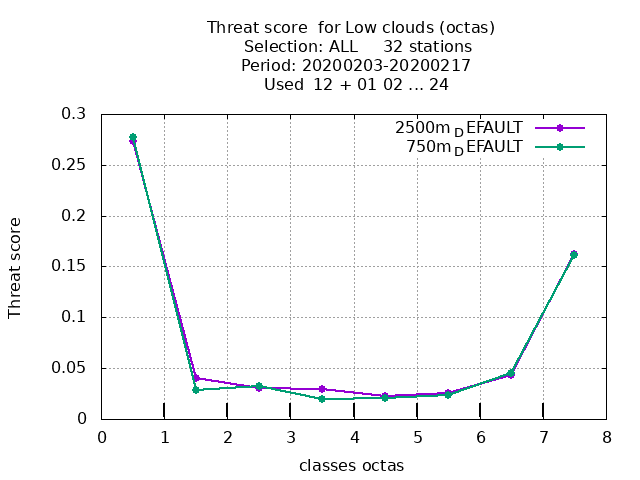 Threat score  for Low clouds (octas)
Selection: ALL     32 stations
Period: 20200203-20200217
Used  12 + 01 02 ... 24
2500m_DEFAULT
750m_DEFAULT
0.3
0.25
0.2
0.15
0.1
0.05
0
Threat score
0 1 2 3 4 5 6 7 8
classes octas